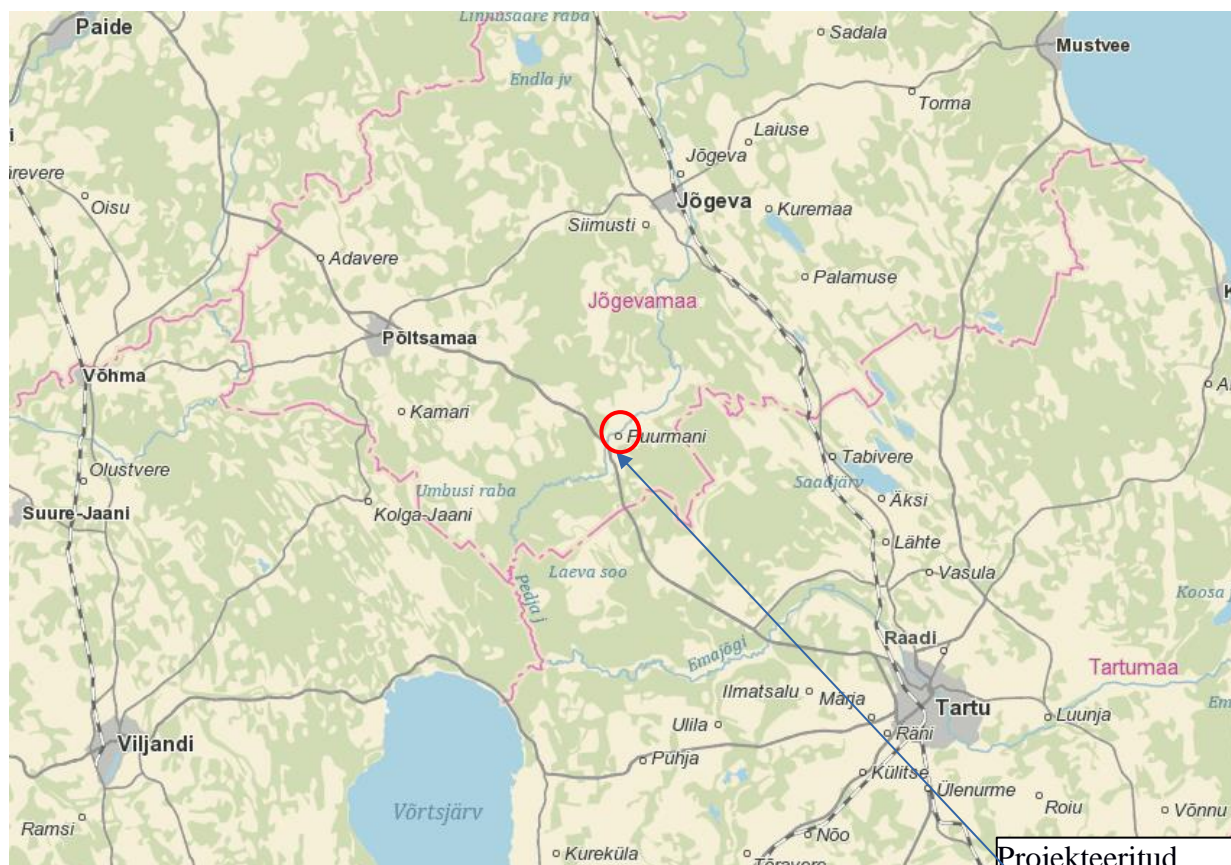 Linnusaare raba
Paide
Sadala
Mustvee
Endla jv
Torma
Laiuse
Jõgeva
Jõgeva
Oisu
Kuremaa
Siimusti
Adavere
Palamuse
Jõgevamaa
Põltsamaa
Võhma
Kamari
Puurmani
Tabivere
Olustvere
Saadjärv
Umbusi raba
Äksi
Suure-Jaani
Kolga-Jaani
Lähte
Laeva soo
Vasula
Pedja j
Koosa j
Raadi
Emajõgi
Tartumaa
Ilmatsalu
Märja
Tartu
Ullila
Luunja
Räni
Viljandi
Puhja
Külitse
Ülenurme
Võrtsjärv
Roiu
Võnnu
Ramsi
Nõo
Kureküla
Tõravere
Projekteeritud